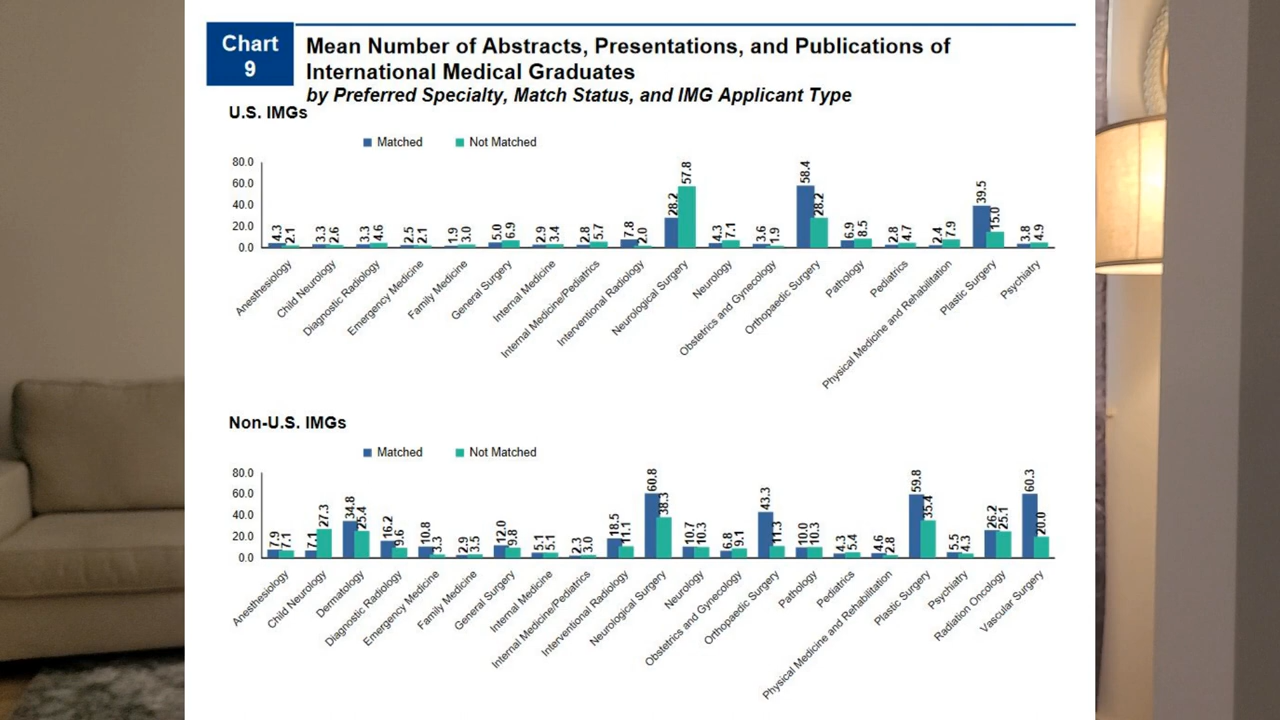 Chart
9
Mean Number of Abstracts, Presentations, and Publications of
International Medical Graduates
by Preferred Specialty, Match Status, and IMG Applicant Type
U.S. IMGs
Matched Not Matched
80.0
60.0
40.0
20.0
0.0
4.3 2.1 3.3 2.6 3.3 4.6 2.5 2.1 1.9 3.0 5.0 6.9 2.9 3.4 2.8 5.7 7.8 2.0 28.2 57.8 4.3 7.1 3.6 1.9 58.4 28.2 6.9 8.5 2.8 4.7 2.4 7.9 39.5 15.0 3.8 4.9
Anesthesiology
Child Neurology
Diagnostic Radiology
Emergency Medicine
Family Medicine
General Surgery
Internal Medicine
Internal Medicine/Pediatrics
Interventional Radiology
Neurological Surgery
Neurology
Obstetrics and Gynecology
Orthopaedic Surgery
Pathology
Pediatrics
Physical Medicine and Rehabilitation
Plastic Surgery
Psychiatry
Non-U.S. IMGs
Matched Not Matched
80.0
60.0
40.0
20.0
0.0
7.9 7.1 7.1 27.3 34.8 25.4 16.2 9.6 10.8 3.3 2.9 3.5 12.0 9.8 5.1 5.1 2.3 3.0 18.5 11.1 60.8 38.3 10.7 10.3 6.8 9.1 43.3 11.3 10.0 10.3 4.3 5.4 4.6 2.8 59.8 35.4 5.5 4.3 26.2 25.1 60.3 20.0
Anesthesiology
Child Neurology
Dermatology
Diagnostic Radiology
Emergency Medicine
Family Medicine
General Surgery
Internal Medicine
Internal Medicine/Pediatrics
Interventional Radiology
Neurological Surgery
Neurology
Obstetrics and Gynecology
Orthopaedic Surgery
Pathology
Pediatrics
Physical Medicine and Rehabilitation
Plastic Surgery
Psychiatry
Radiation Oncology
Vascular Surgery